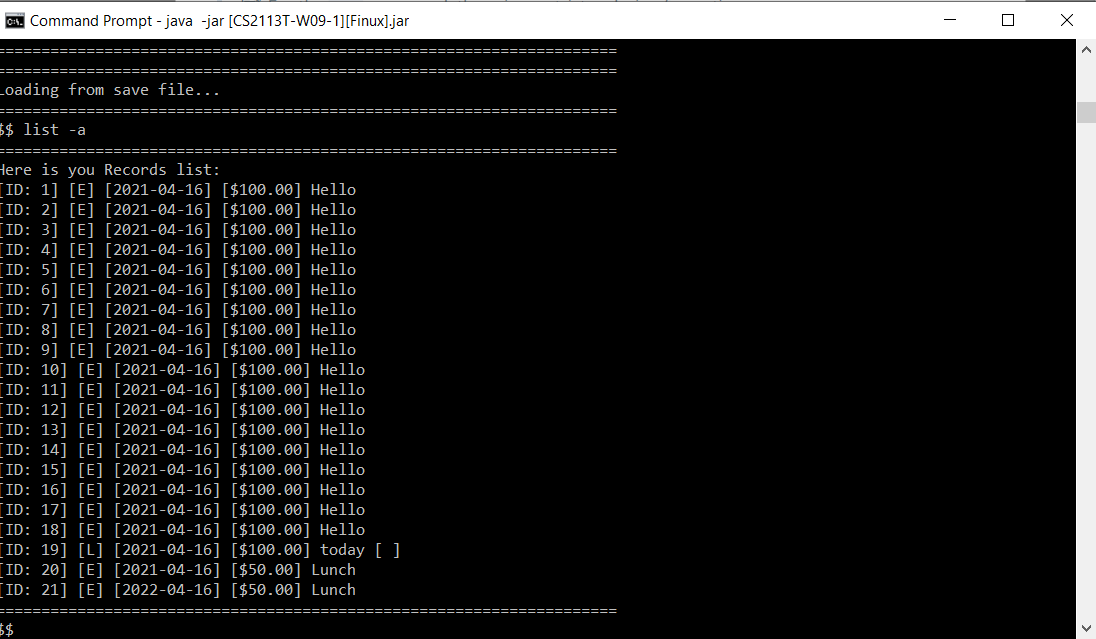 Command Prompt - java  -jar [CS2113T-W09-1][Finux].jar
=====================================================================
=====================================================================
Loading from save file...
=====================================================================
$$ list -a
=====================================================================
Here is you Records list:
[ID: 1] [E] [2021-04-16] [$100.00] Hello
[ID: 2] [E] [2021-04-16] [$100.00] Hello
[ID: 3] [E] [2021-04-16] [$100.00] Hello
[ID: 4] [E] [2021-04-16] [$100.00] Hello
[ID: 5] [E] [2021-04-16] [$100.00] Hello
[ID: 6] [E] [2021-04-16] [$100.00] Hello
[ID: 7] [E] [2021-04-16] [$100.00] Hello
[ID: 8] [E] [2021-04-16] [$100.00] Hello
[ID: 9] [E] [2021-04-16] [$100.00] Hello
[ID: 10] [E] [2021-04-16] [$100.00] Hello
[ID: 11] [E] [2021-04-16] [$100.00] Hello
[ID: 12] [E] [2021-04-16] [$100.00] Hello
[ID: 13] [E] [2021-04-16] [$100.00] Hello
[ID: 14] [E] [2021-04-16] [$100.00] Hello
[ID: 15] [E] [2021-04-16] [$100.00] Hello
[ID: 16] [E] [2021-04-16] [$100.00] Hello
[ID: 17] [E] [2021-04-16] [$100.00] Hello
[ID: 18] [E] [2021-04-16] [$100.00] Hello
[ID: 19] [L] [2021-04-16] [$100.00] today [ ]
[ID: 20] [E] [2021-04-16] [$50.00] Lunch
[ID: 21] [E] [2022-04-16] [$50.00] Lunch
=====================================================================
$$